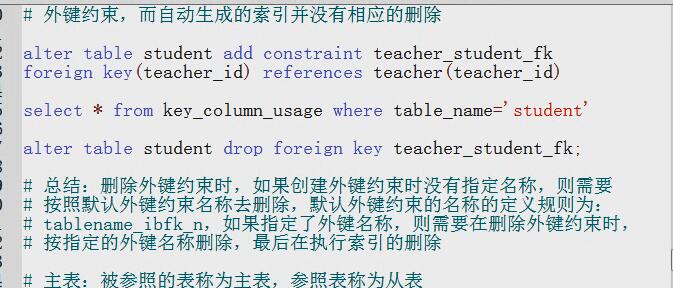 # 外键约束，而自动生成的索引并没有相应的删除
alter table student add constraint teacher_student_fk
foreign key(teacher_id) references teacher(teacher_id)
select * from key_column_usage where table_name='student'
alter table student drop foreign key teacher_student_fk;
# 总结：删除外键约束时，如果创建外键约束时没有指定名称，则需要
# 按照默认外键约束名称去删除，默认外键约束的名称的定义规则为：
# tablename_ibfk_n，如果指定了外键名称，则需要在删除外键约束时，
# 按指定的外键名称删除，最后在执行索引的删除
# 主表：被参照的表称为主表，参照表称为从表